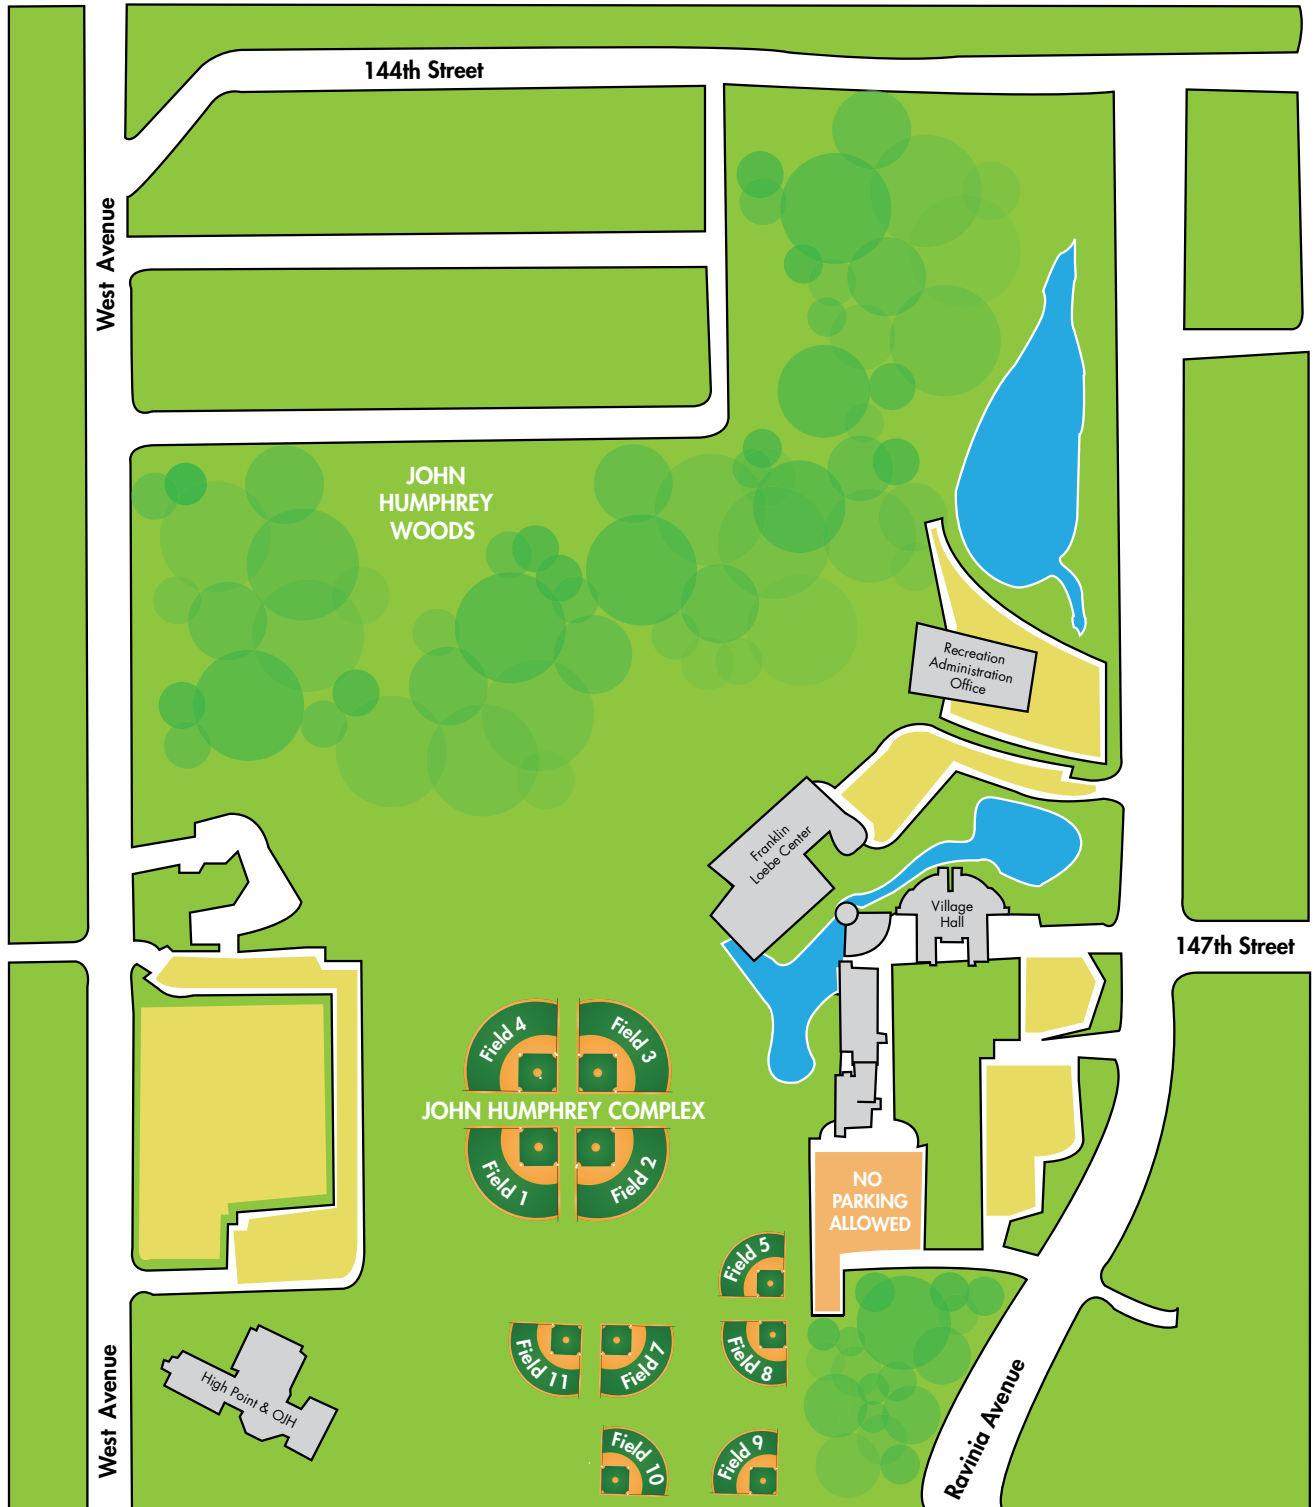 144th Street
West Avenue
JOHN
HUMPHREY
WOODS
Recreation
Administration
Office
Franklin
Loebe Center
Village
Hall
147th Street
Field 4
Field 3
JOHN HUMPHREY COMPLEX
Field 1
Field 2
NO
PARKING
ALLOWED
Field 5
Field 11
Field 7
Field 8
West Avenue
High Point & OJH
Ravinia Avenue
Field 10
Field 9